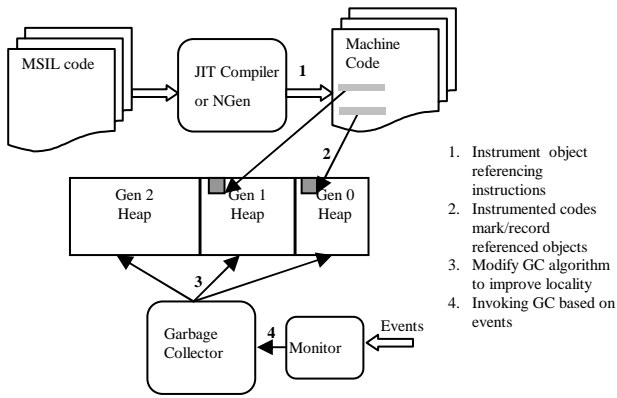 MSIL code
JIT Compiler
or NGen
1
Machine
Code
2
Gen 2
Heap
Gen 1
Heap
Gen 0
Heap
3
Garbage
Collector
4
Monitor
Events
1. Instrument object
referencing
instructions
2. Instrumented codes
mark/record
referenced objects
3. Modify GC algorithm
to improve locality
4. Invoking GC based on
events